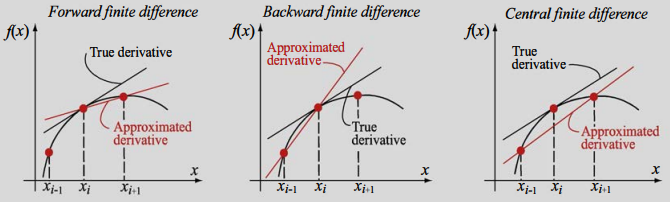 Forward finite difference
f(x)
True derivative
Approximated
derivative
x
xi-1
xi
xi+1
Backward finite difference
f(x)
Approximated
derivative
True
derivative
x
xi-1
xi
xi+1
Central finite difference
f(x)
True
derivative
Approximated
derivative
x
xi-1
xi
xi+1